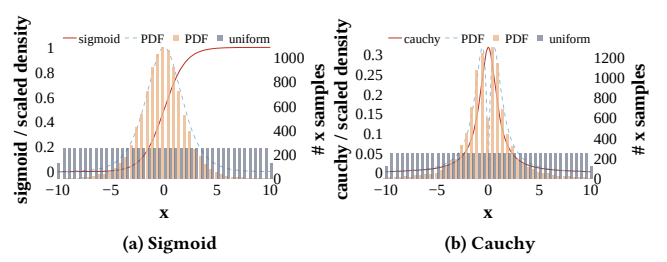 sigmoid PDF PDF uniform
sigmoid / scaled density
1
0.8
0.6
0.4
0.2
0
1000
800
600
400
200
0
# x samples
−10 −5 0 5 10
x
(a) Sigmoid
cauchy PDF PDF uniform
cauchy / scaled density
0.3
0.25
0.2
0.15
0.1
0.05
0
1200
1000
800
600
400
200
0
# x samples
−10 −5 0 5 10
x
(b) Cauchy